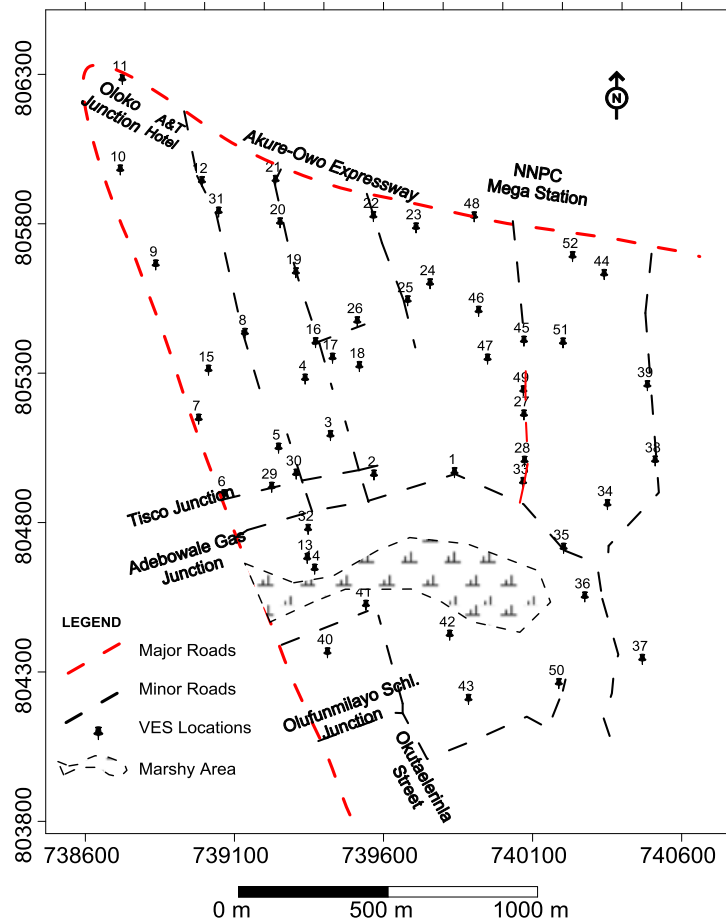 806300
805800
805300
804800
804300
803800
11
Oloko
Junction
A&T
Hotel
N
Akure-Owo Expressway
NNPC
Mega Station
10
12
21
31
20
22
23
48
52
44
9
19
24
25
26
46
8
16
17
18
45
51
47
15
4
49
39
7
27
3
5
30
2
1
28
38
6
29
33
34
Tisco Junction
32
Adebowale Gas
Junction
13
14
35
36
41
LEGEND
Major Roads
Minor Roads
VES Locations
Marshy Area
40
42
37
50
43
Olufunmilayo Schl.
Junction
Okutaelerinla
Street
738600
739100
739600
740100
740600
0 m
500 m
1000 m